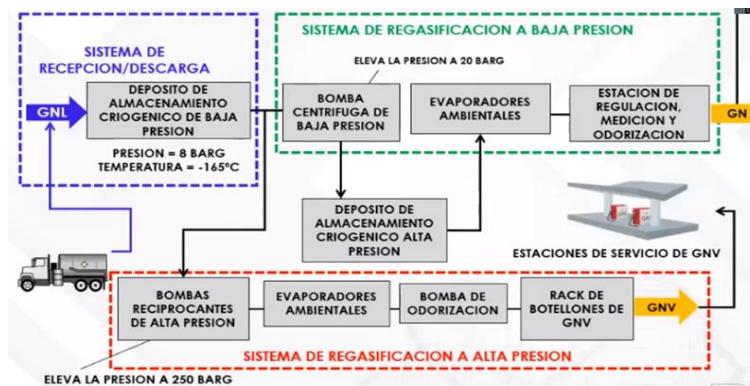 SISTEMA DE
RECEPCION/DESCARGA
GNL
DEPOSITO DE
ALMACENAMIENTO
CRIOGENICO DE BAJA
PRESION
PRESION = 8 BARG
TEMPERATURA = -165ºC
SISTEMA DE REGASIFICACION A BAJA PRESION
ELEVA LA PRESION A 20 BARG
BOMBA
CENTRIFUGA DE
BAJA PRESION
EVAPORADORES
AMBIENTALES
ESTACION DE
REGULACION,
MEDICION Y
ODORIZACION
GN
DEPOSITO DE
ALMACENAMIENTO
CRIOGENICO ALTA
PRESION
ESTACIONES DE SERVICIO DE GNV
BOMBAS
RECIPROCANTES
DE ALTA PRESION
EVAPORADORES
AMBIENTALES
BOMBA DE
ODORIZACION
RACK DE
BOTELLONES DE
GNV
GNV
SISTEMA DE REGASIFICACION A ALTA PRESION
ELEVA LA PRESION A 250 BARG